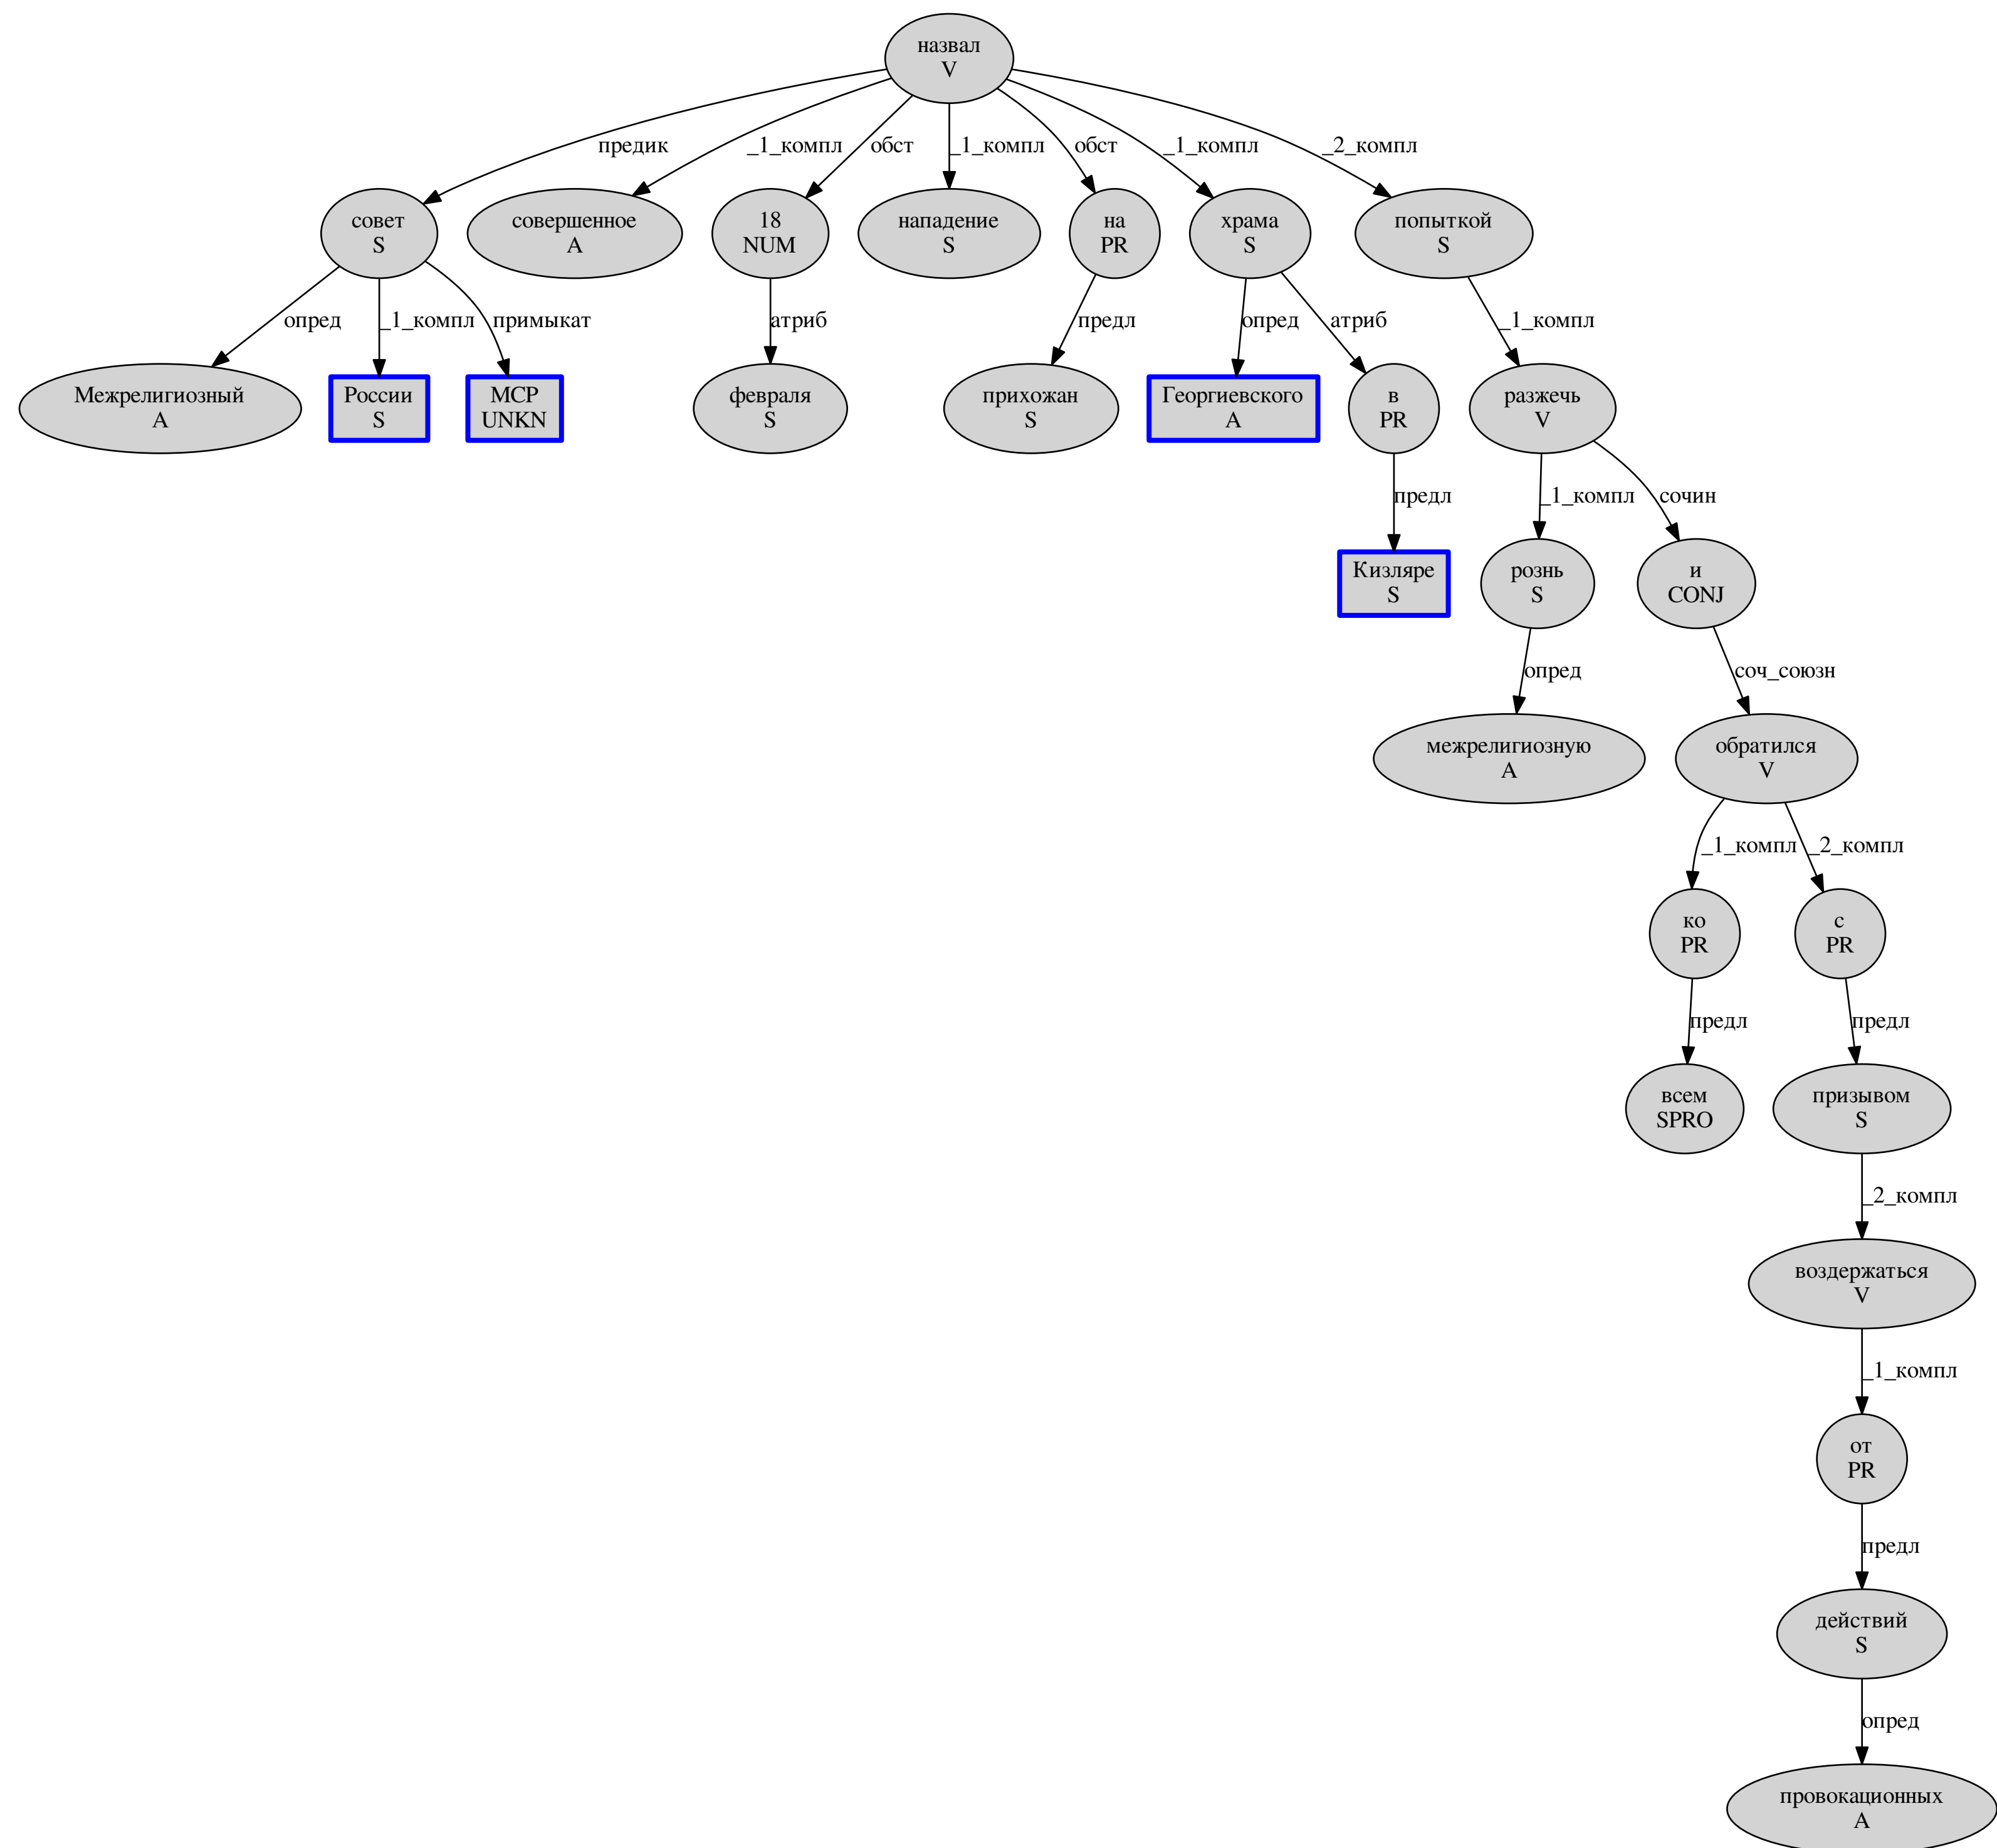 назвал
V
предик
_1_компл
обст
_1_компл
обст
_1_компл
_2_компл
совет
S
совершенное
A
18
NUM
нападение
S
на
PR
храма
S
попыткой
S
опред
_1_компл
примыкат
атриб
предл
опред
атриб
_1_компл
Межрелигиозный
A
России
S
МСР
UNKN
февраля
S
прихожан
S
Георгиевского
A
в
PR
разжечь
V
предл
_1_компл
сочин
Кизляре
S
рознь
S
и
CONJ
опред
соч_союзн
межрелигиозную
A
обратился
V
_1_компл
_2_компл
ко
PR
с
PR
предл
предл
всем
SPRO
призывом
S
_2_компл
воздержаться
V
_1_компл
от
PR
предл
действий
S
опред
провокационных
A